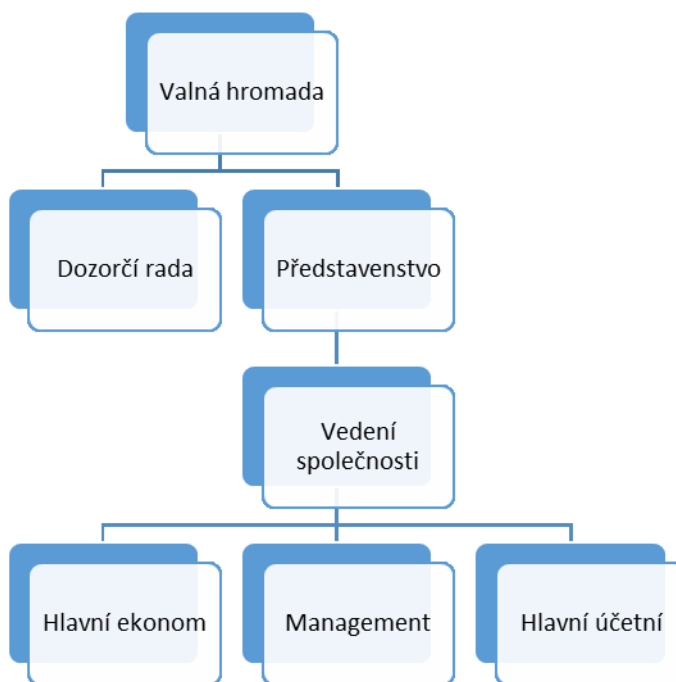 Valná hromada
Dozorčí rada
Představenstvo
Vedení
společnosti
Hlavní ekonom
Management
Hlavní účetní